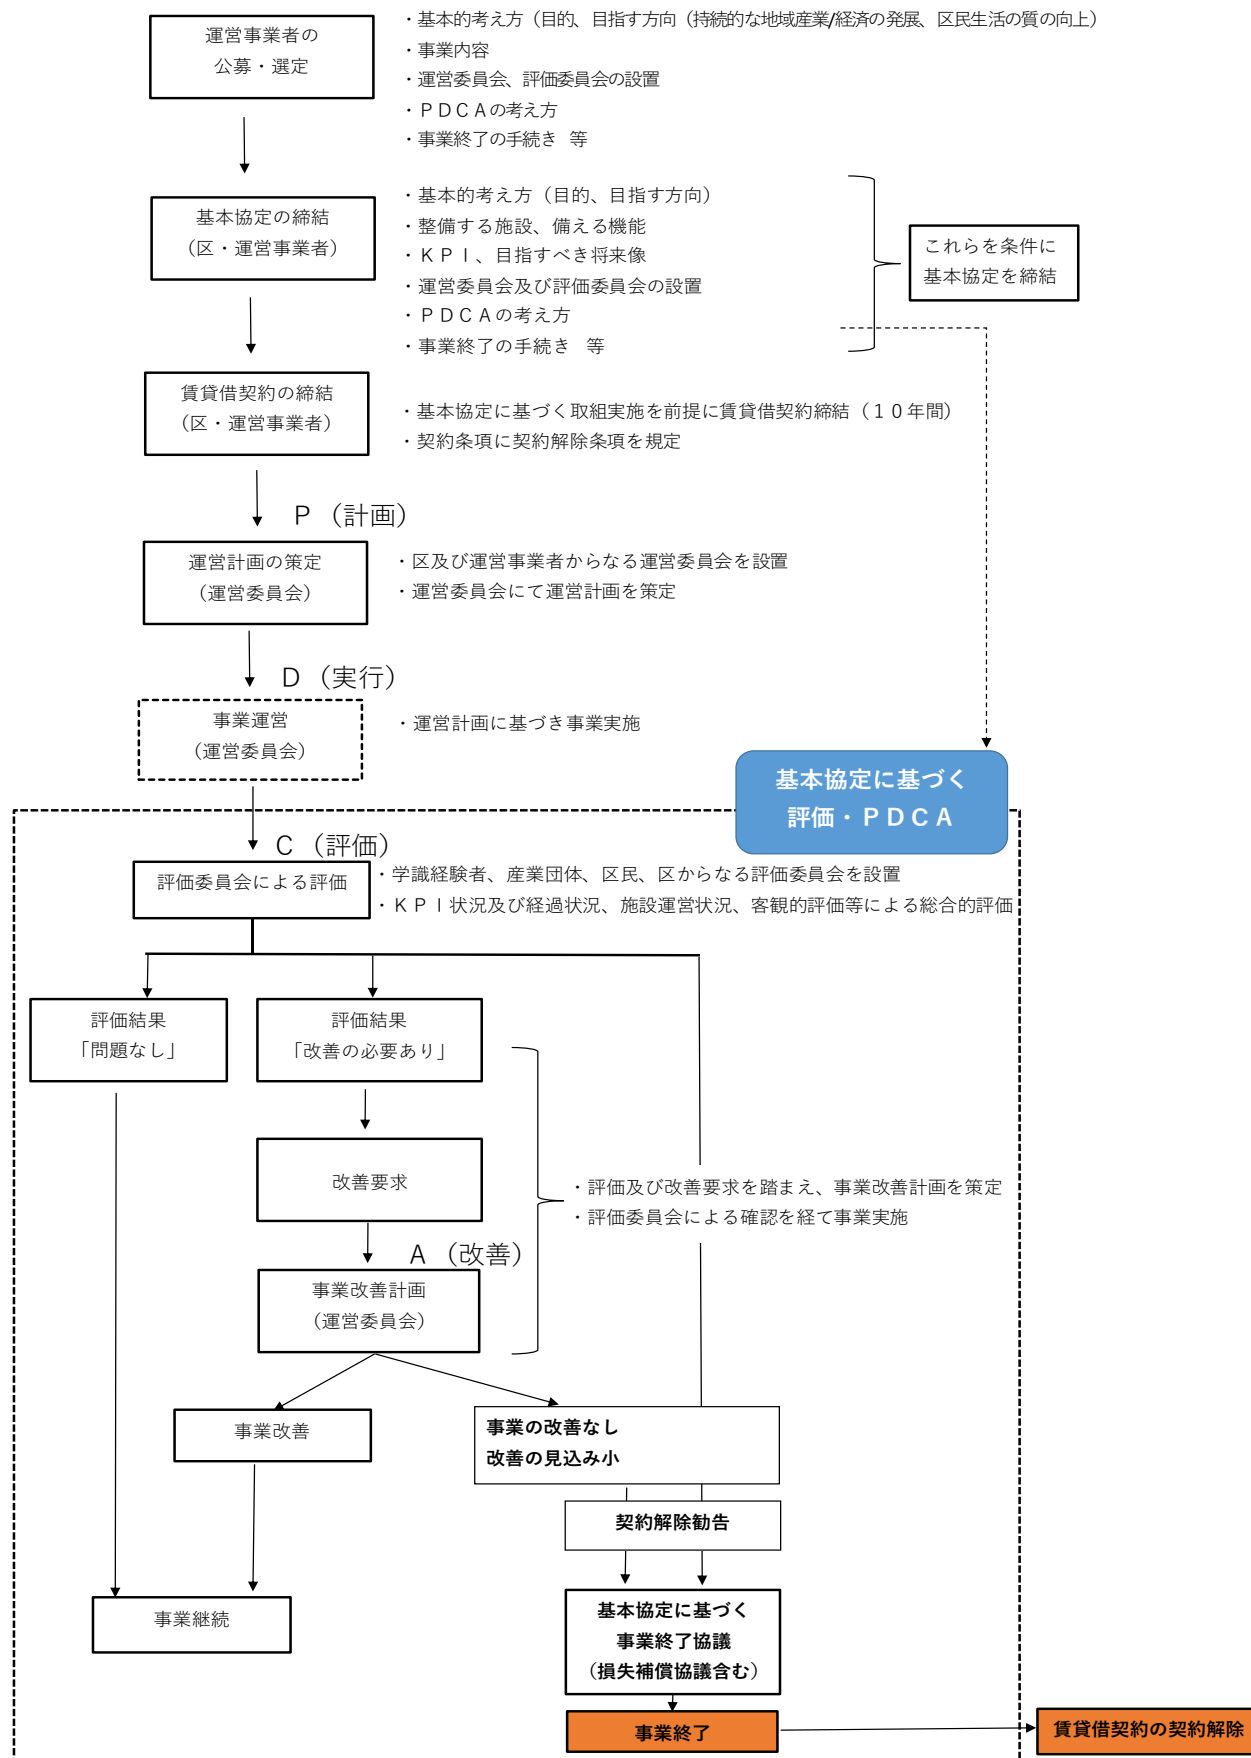 運営事業者の
公募・選定
・基本的考え方（目的、目指す方向（持続的な地域産業/経済の発展、区民生活の質の向上）
・事業内容
・運営委員会、評価委員会の設置
・ＰＤＣＡの考え方
・事業終了の手続き 等
基本協定の締結
（区・運営事業者）
・基本的考え方（目的、目指す方向）
・整備する施設、備える機能
・ＫＰＩ、目指すべき将来像
・運営委員会及び評価委員会の設置
・ＰＤＣＡの考え方
・事業終了の手続き 等
これらを条件に
基本協定を締結
賃貸借契約の締結
（区・運営事業者）
・基本協定に基づく取組実施を前提に賃貸借契約締結（１０年間）
・契約条項に契約解除条項を規定
Ｐ（計画）
運営計画の策定
（運営委員会）
・区及び運営事業者からなる運営委員会を設置
・運営委員会にて運営計画を策定
Ｄ（実行）
事業運営
（運営委員会）
・運営計画に基づき事業実施
基本協定に基づく
評価・ＰＤＣＡ
Ｃ（評価）
評価委員会による評価
・学識経験者、産業団体、区民、区からなる評価委員会を設置
・ＫＰＩ状況及び経過状況、施設運営状況、客観的評価等による総合的評価
評価結果
「問題なし」
評価結果
「改善の必要あり」
改善要求
・評価及び改善要求を踏まえ、事業改善計画を策定
・評価委員会による確認を経て事業実施
Ａ（改善）
事業改善計画
（運営委員会）
事業改善
事業の改善なし
改善の見込み小
契約解除勧告
事業継続
基本協定に基づく
事業終了協議
（損失補償協議含む）
事業終了
賃貸借契約の契約解除